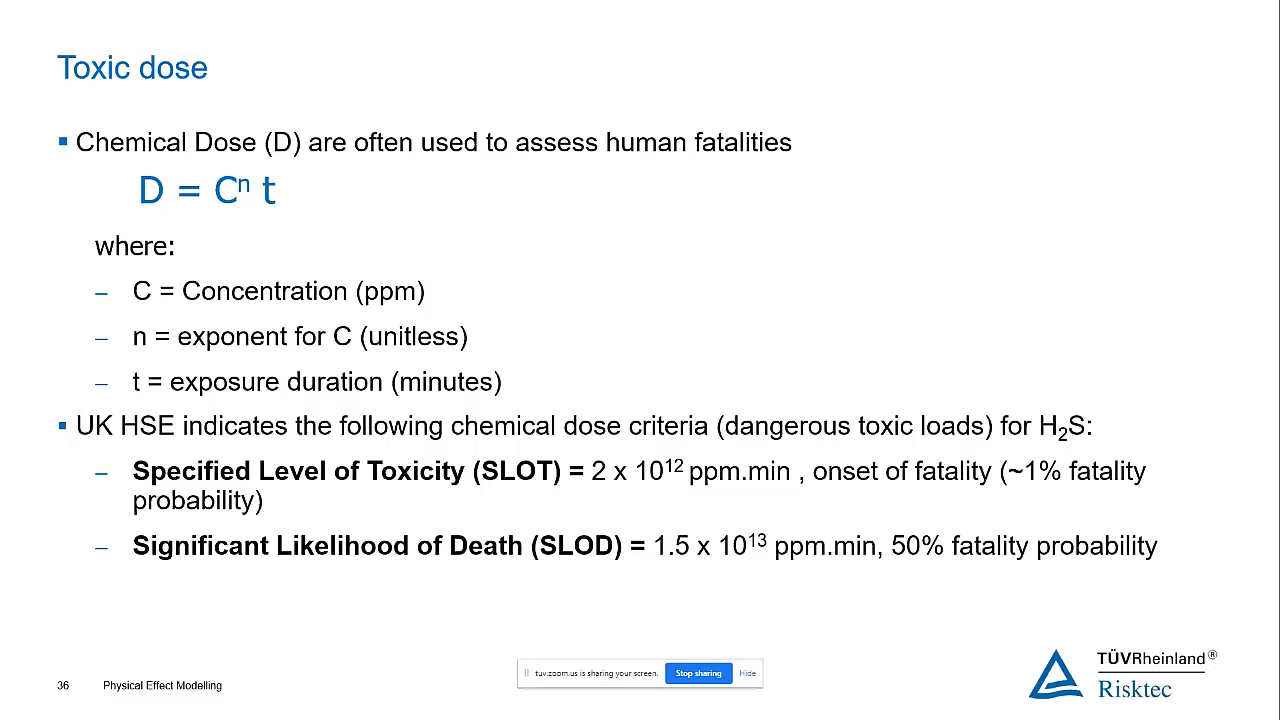 Toxic dose
▪ Chemical Dose (D) are often used to assess human fatalities
D = Cⁿ t
where:
– C = Concentration (ppm)
– n = exponent for C (unitless)
– t = exposure duration (minutes)
▪ UK HSE indicates the following chemical dose criteria (dangerous toxic loads) for H₂S:
– Specified Level of Toxicity (SLOT) = 2 x 10¹² ppm.min , onset of fatality (~1% fatality
probability)
– Significant Likelihood of Death (SLOD) = 1.5 x 10¹³ ppm.min, 50% fatality probability
tuv.zoom.us is sharing your screen. Stop sharing Hide
36 Physical Effect Modelling
TÜVRheinland®
Risktec